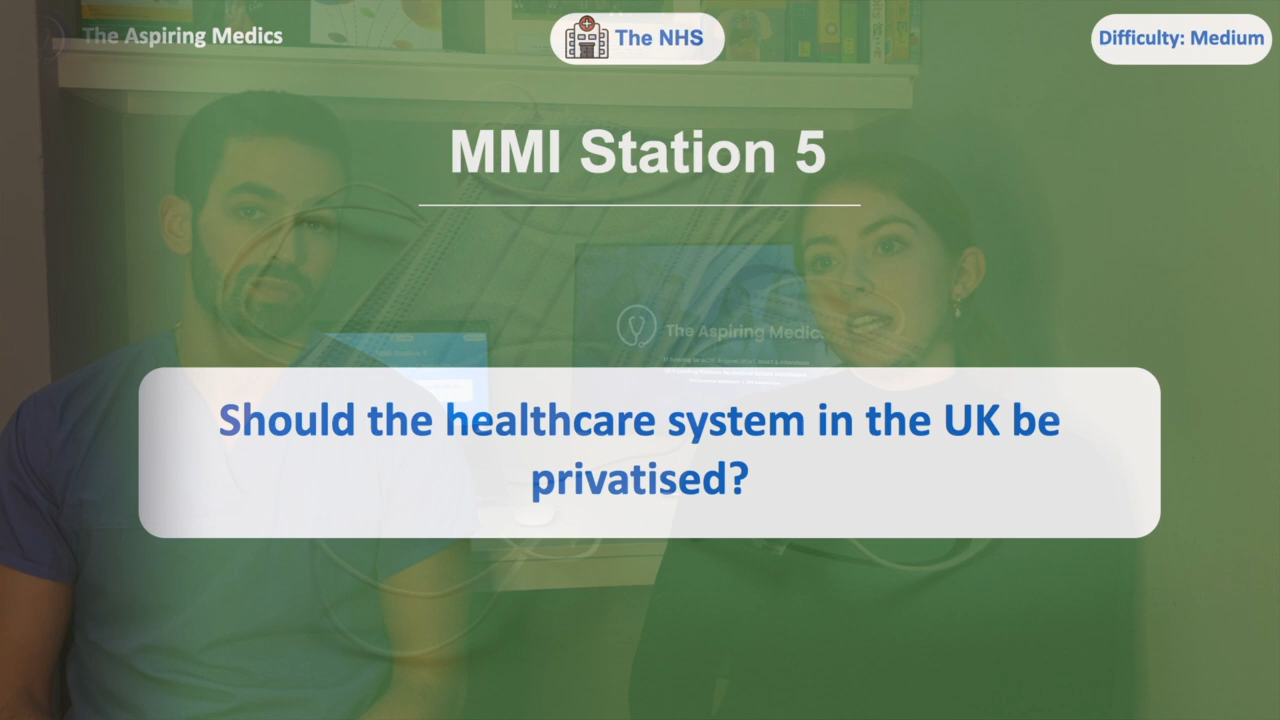 The Aspiring Medics
The NHS
Difficulty: Medium
MMI Station 5
The Aspiring Medics
Should the healthcare system in the UK be
privatised?